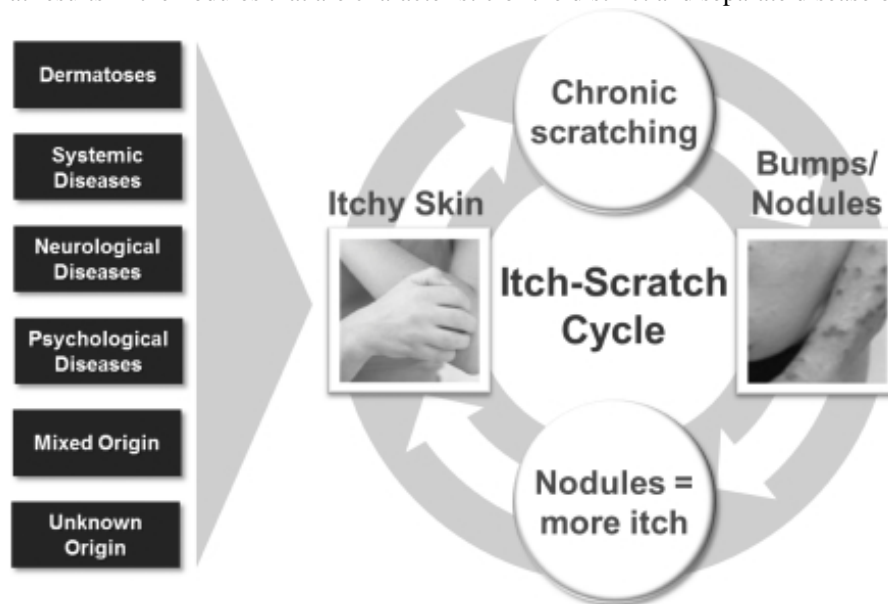 Dermatoses
Systemic
Diseases
Neurological
Diseases
Psychological
Diseases
Mixed Origin
Unknown
Origin
Chronic
scratching
Itchy Skin
Bumps/
Nodules
Itch-Scratch
Cycle
Nodules =
more itch